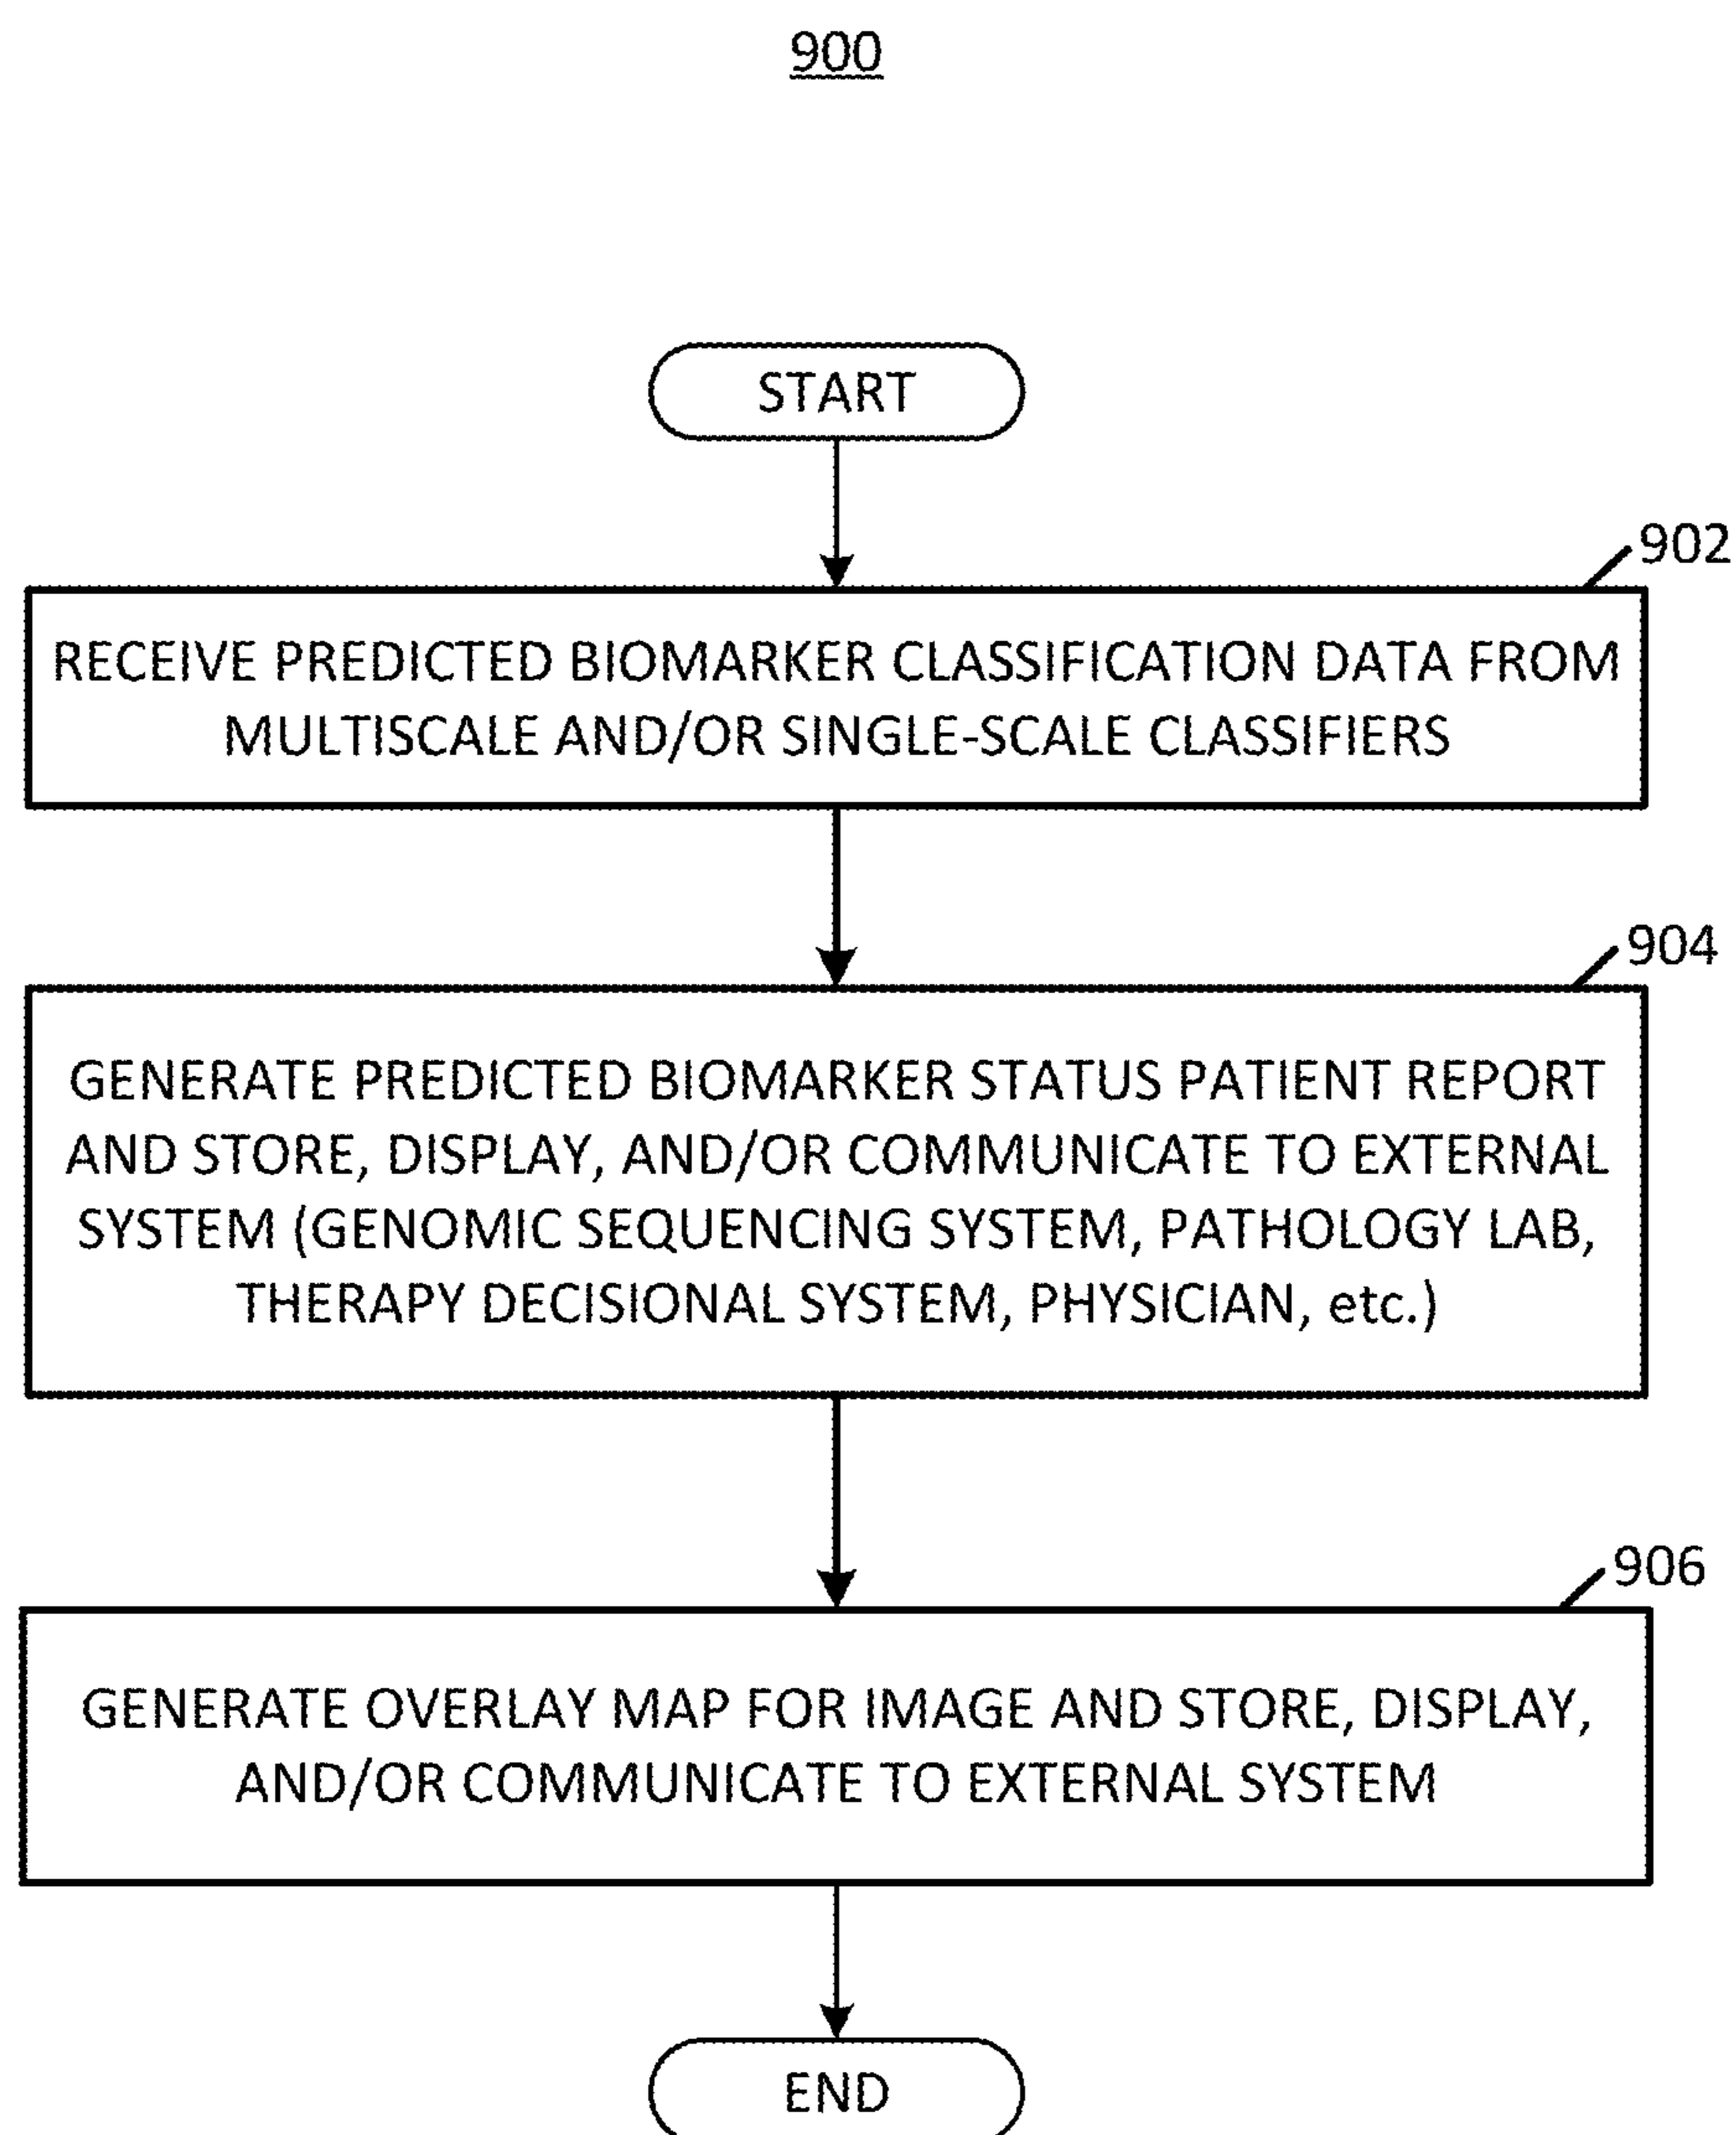 900
START
902
RECEIVE PREDICTED BIOMARKER CLASSIFICATION DATA FROM
MULTISCALE AND/OR SINGLE-SCALE CLASSIFIERS
904
GENERATE PREDICTED BIOMARKER STATUS PATIENT REPORT
AND STORE, DISPLAY, AND/OR COMMUNICATE TO EXTERNAL
SYSTEM (GENOMIC SEQUENCING SYSTEM, PATHOLOGY LAB,
THERAPY DECISIONAL SYSTEM, PHYSICIAN, etc.)
906
GENERATE OVERLAY MAP FOR IMAGE AND STORE, DISPLAY,
AND/OR COMMUNICATE TO EXTERNAL SYSTEM
END